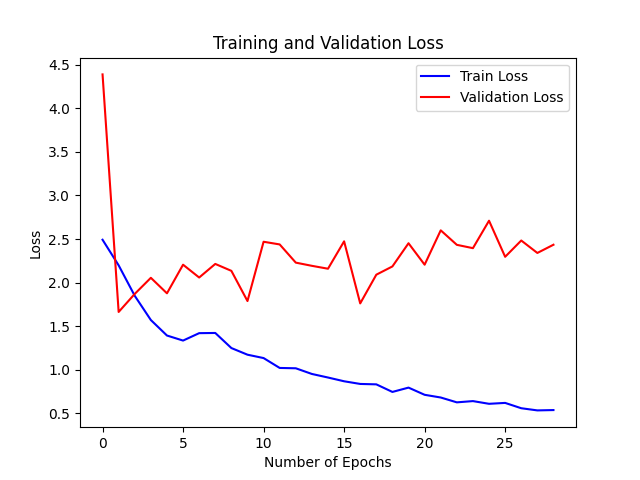 Training and Validation Loss
Train Loss
Validation Loss
4.5
4.0
3.5
3.0
2.5
2.0
1.5
1.0
0.5
Loss
0 5 10 15 20 25
Number of Epochs